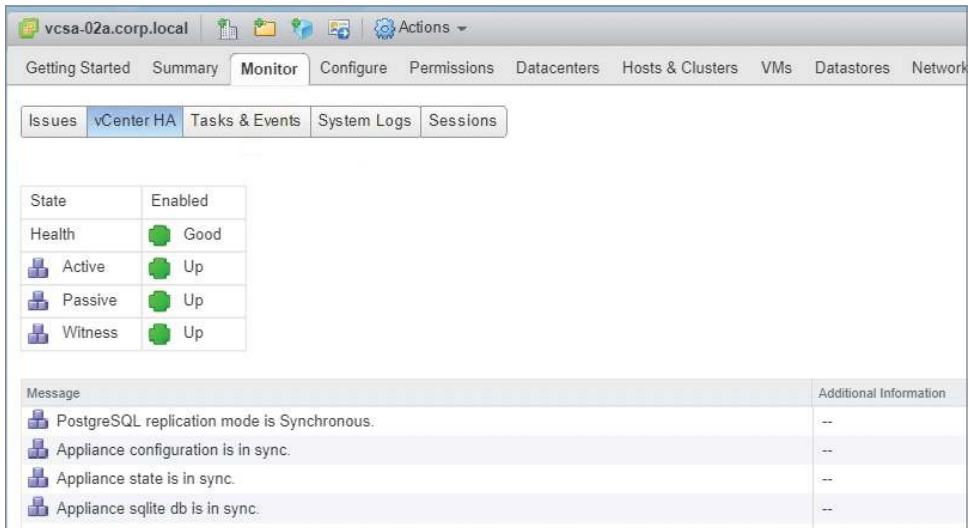 vcsa-02a.corp.local Actions
Getting Started Summary Monitor Configure Permissions Datacenters Hosts & Clusters VMs Datastores Network
Issues vCenter HA Tasks & Events System Logs Sessions
State Enabled
Health Good
Active Up
Passive Up
Witness Up
Message Additional Information
PostgreSQL replication mode is Synchronous. --
Appliance configuration is in sync. --
Appliance state is in sync. --
Appliance sqlite db is in sync. --